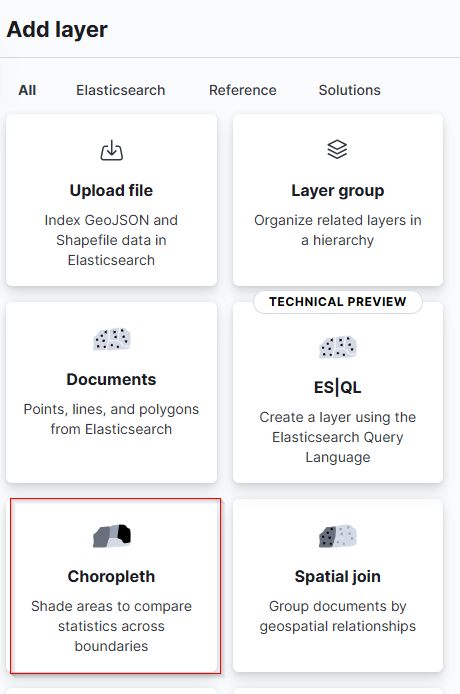 Add layer
All Elasticsearch Reference Solutions
Upload file
Index GeoJSON and
Shapefile data in
Elasticsearch
Layer group
Organize related layers in
a hierarchy
Documents
Points, lines, and polygons
from Elasticsearch
TECHNICAL PREVIEW
ES|QL
Create a layer using the
Elasticsearch Query
Language
Choropleth
Shade areas to compare
statistics across
boundaries
Spatial join
Group documents by
geospatial relationships